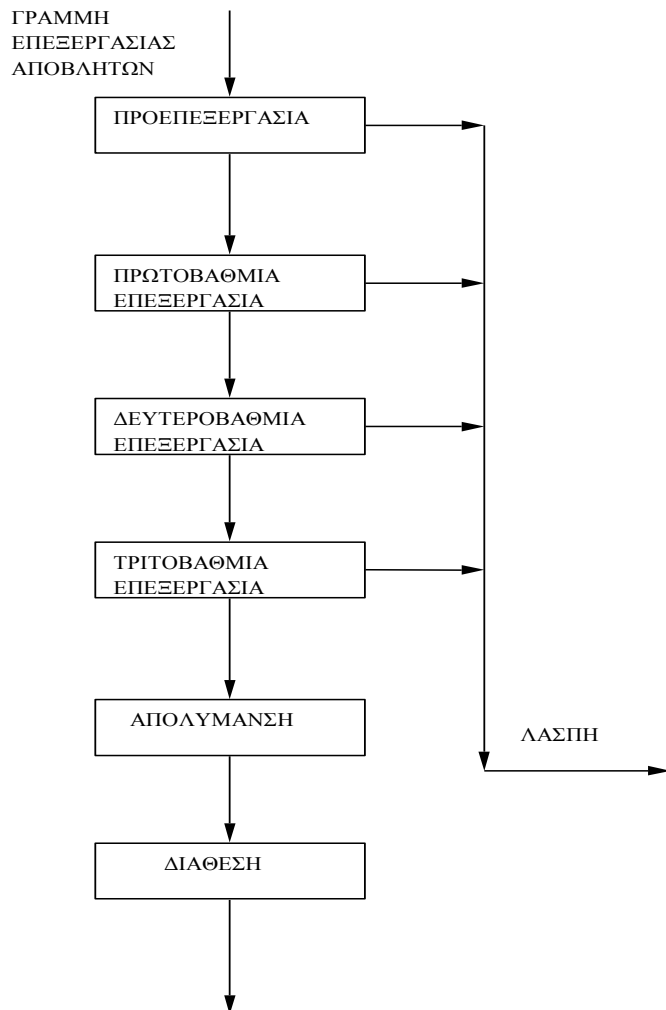 ΓΡΑΜΜΗ
ΕΠΕΞΕΡΓΑΣΙΑΣ
ΑΠΟΒΛΗΤΩΝ
ΠΡΟΕΠΕΞΕΡΓΑΣΙΑ
ΠΡΩΤΟΒΑΘΜΙΑ
ΕΠΕΞΕΡΓΑΣΙΑ
ΔΕΥΤΕΡΟΒΑΘΜΙΑ
ΕΠΕΞΕΡΓΑΣΙΑ
ΤΡΙΤΟΒΑΘΜΙΑ
ΕΠΕΞΕΡΓΑΣΙΑ
ΑΠΟΛΥΜΑΝΣΗ
ΛΑΣΠΗ
ΔΙΑΘΕΣΗ